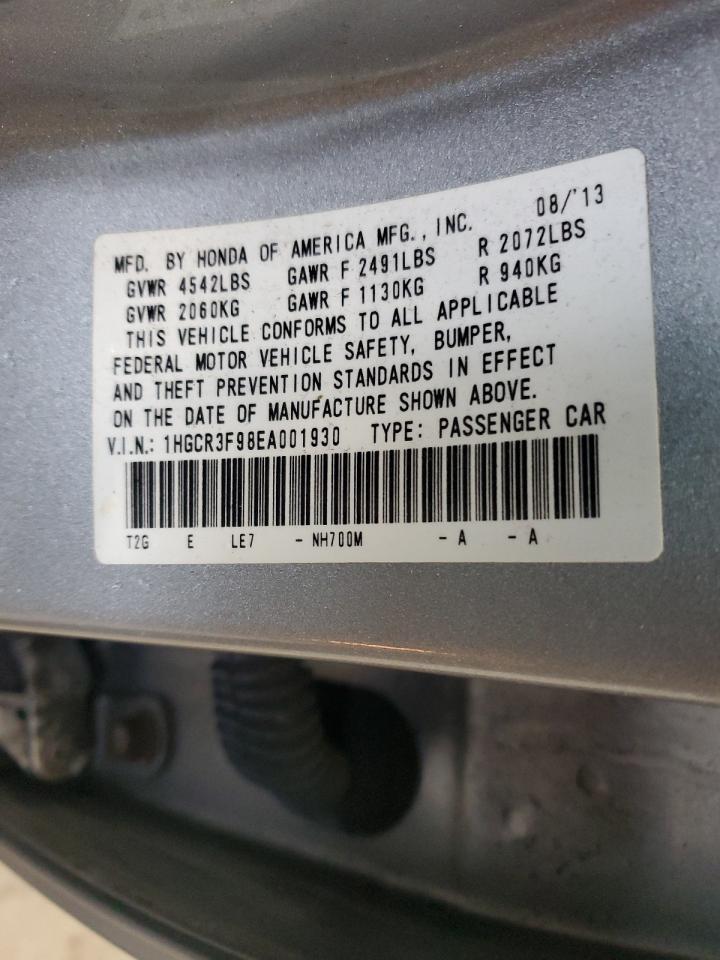 MFD. BY HONDA OF AMERICA MFG., INC. 08/'13
GVWR 4542LBS GAWR F 2491LBS R 2072LBS
GVWR 2060KG GAWR F 1130KG R 940KG
THIS VEHICLE CONFORMS TO ALL APPLICABLE
FEDERAL MOTOR VEHICLE SAFETY, BUMPER,
AND THEFT PREVENTION STANDARDS IN EFFECT
ON THE DATE OF MANUFACTURE SHOWN ABOVE.
V.I.N.: 1HGCR3F98EA001930 TYPE: PASSENGER CAR
T2G E LE7 - NH700M - A - A